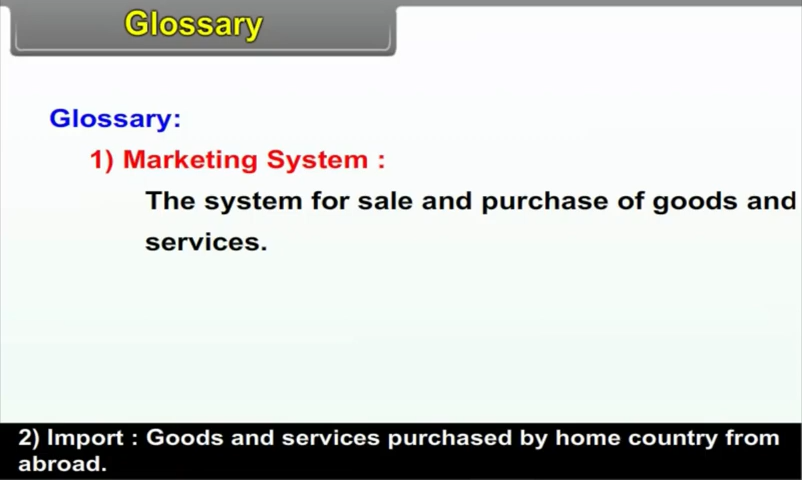 Glossary
Glossary:
1) Marketing System :
The system for sale and purchase of goods and
services.
2) Import : Goods and services purchased by home country from
abroad.